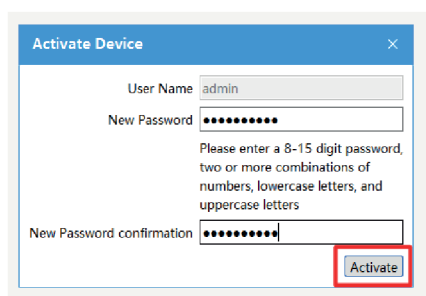 Activate Device
User Name admin
New Password ●●●●●●●●●●
Please enter a 8-15 digit password,
two or more combinations of
numbers, lowercase letters, and
uppercase letters
New Password confirmation ●●●●●●●●●●
Activate